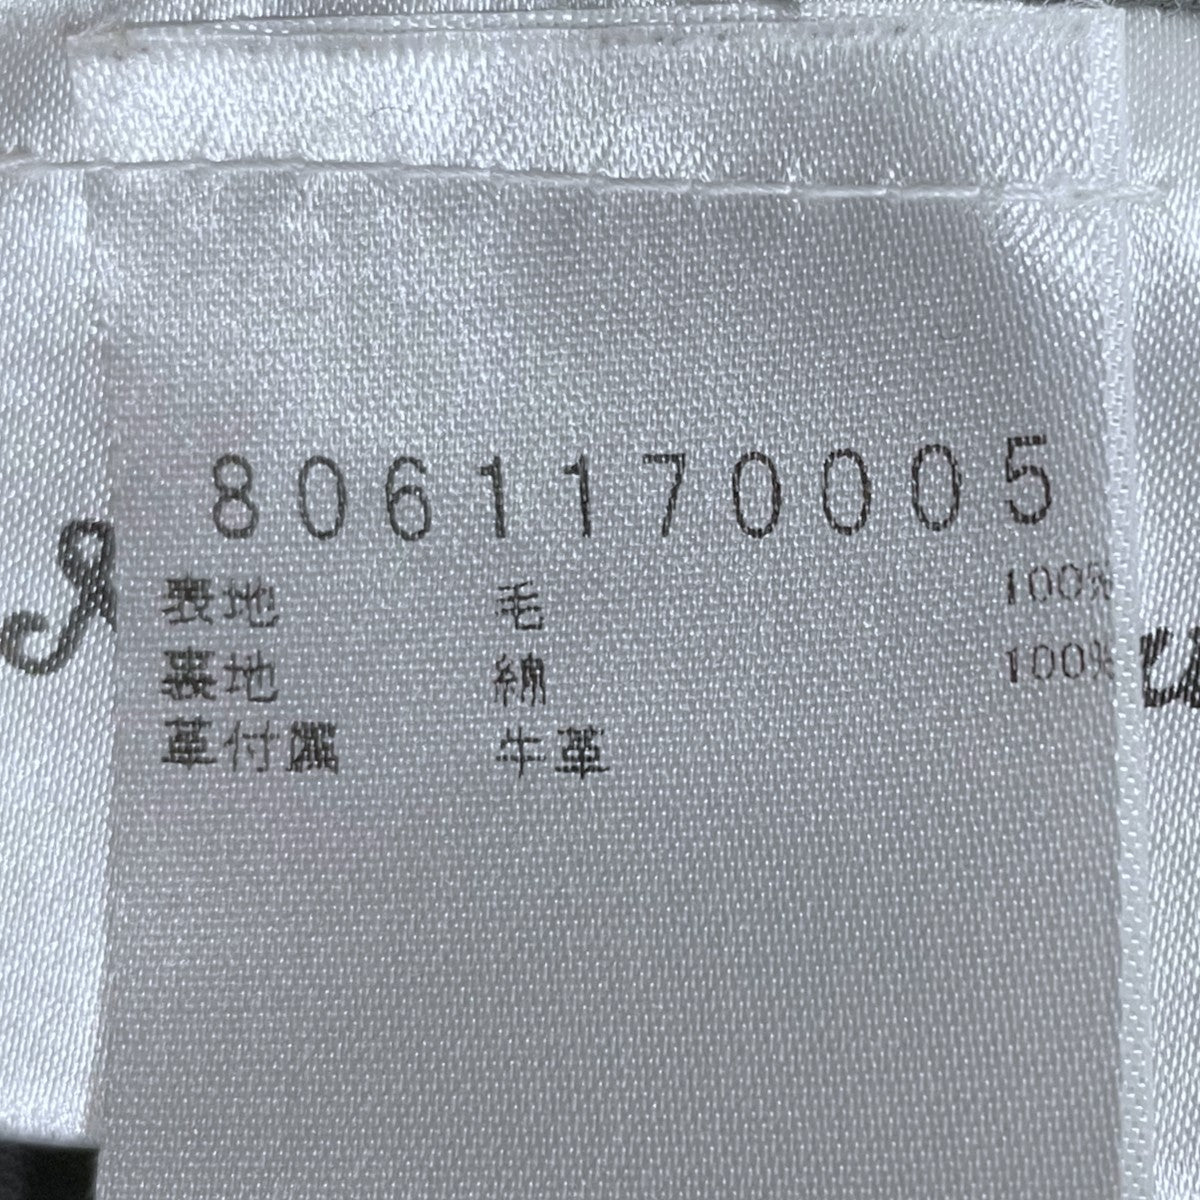 8061170005
表地 毛 100%
裏地 綿 100%
革付属 牛革